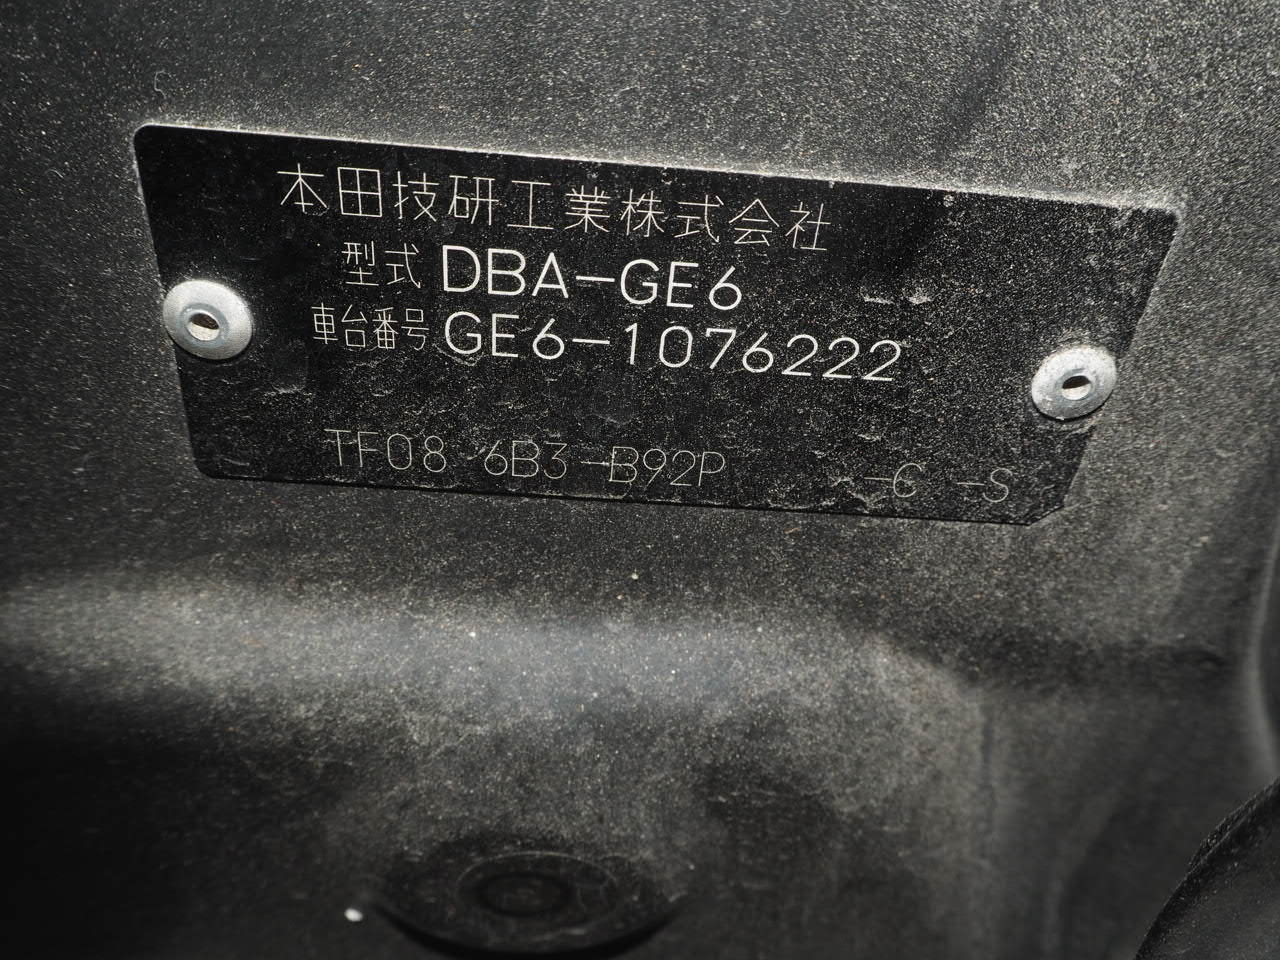 本田技研工業株式会社
型式 DBA-GE6
車台番号 GE6-1076222
TF08 6B3-B92P -C -S